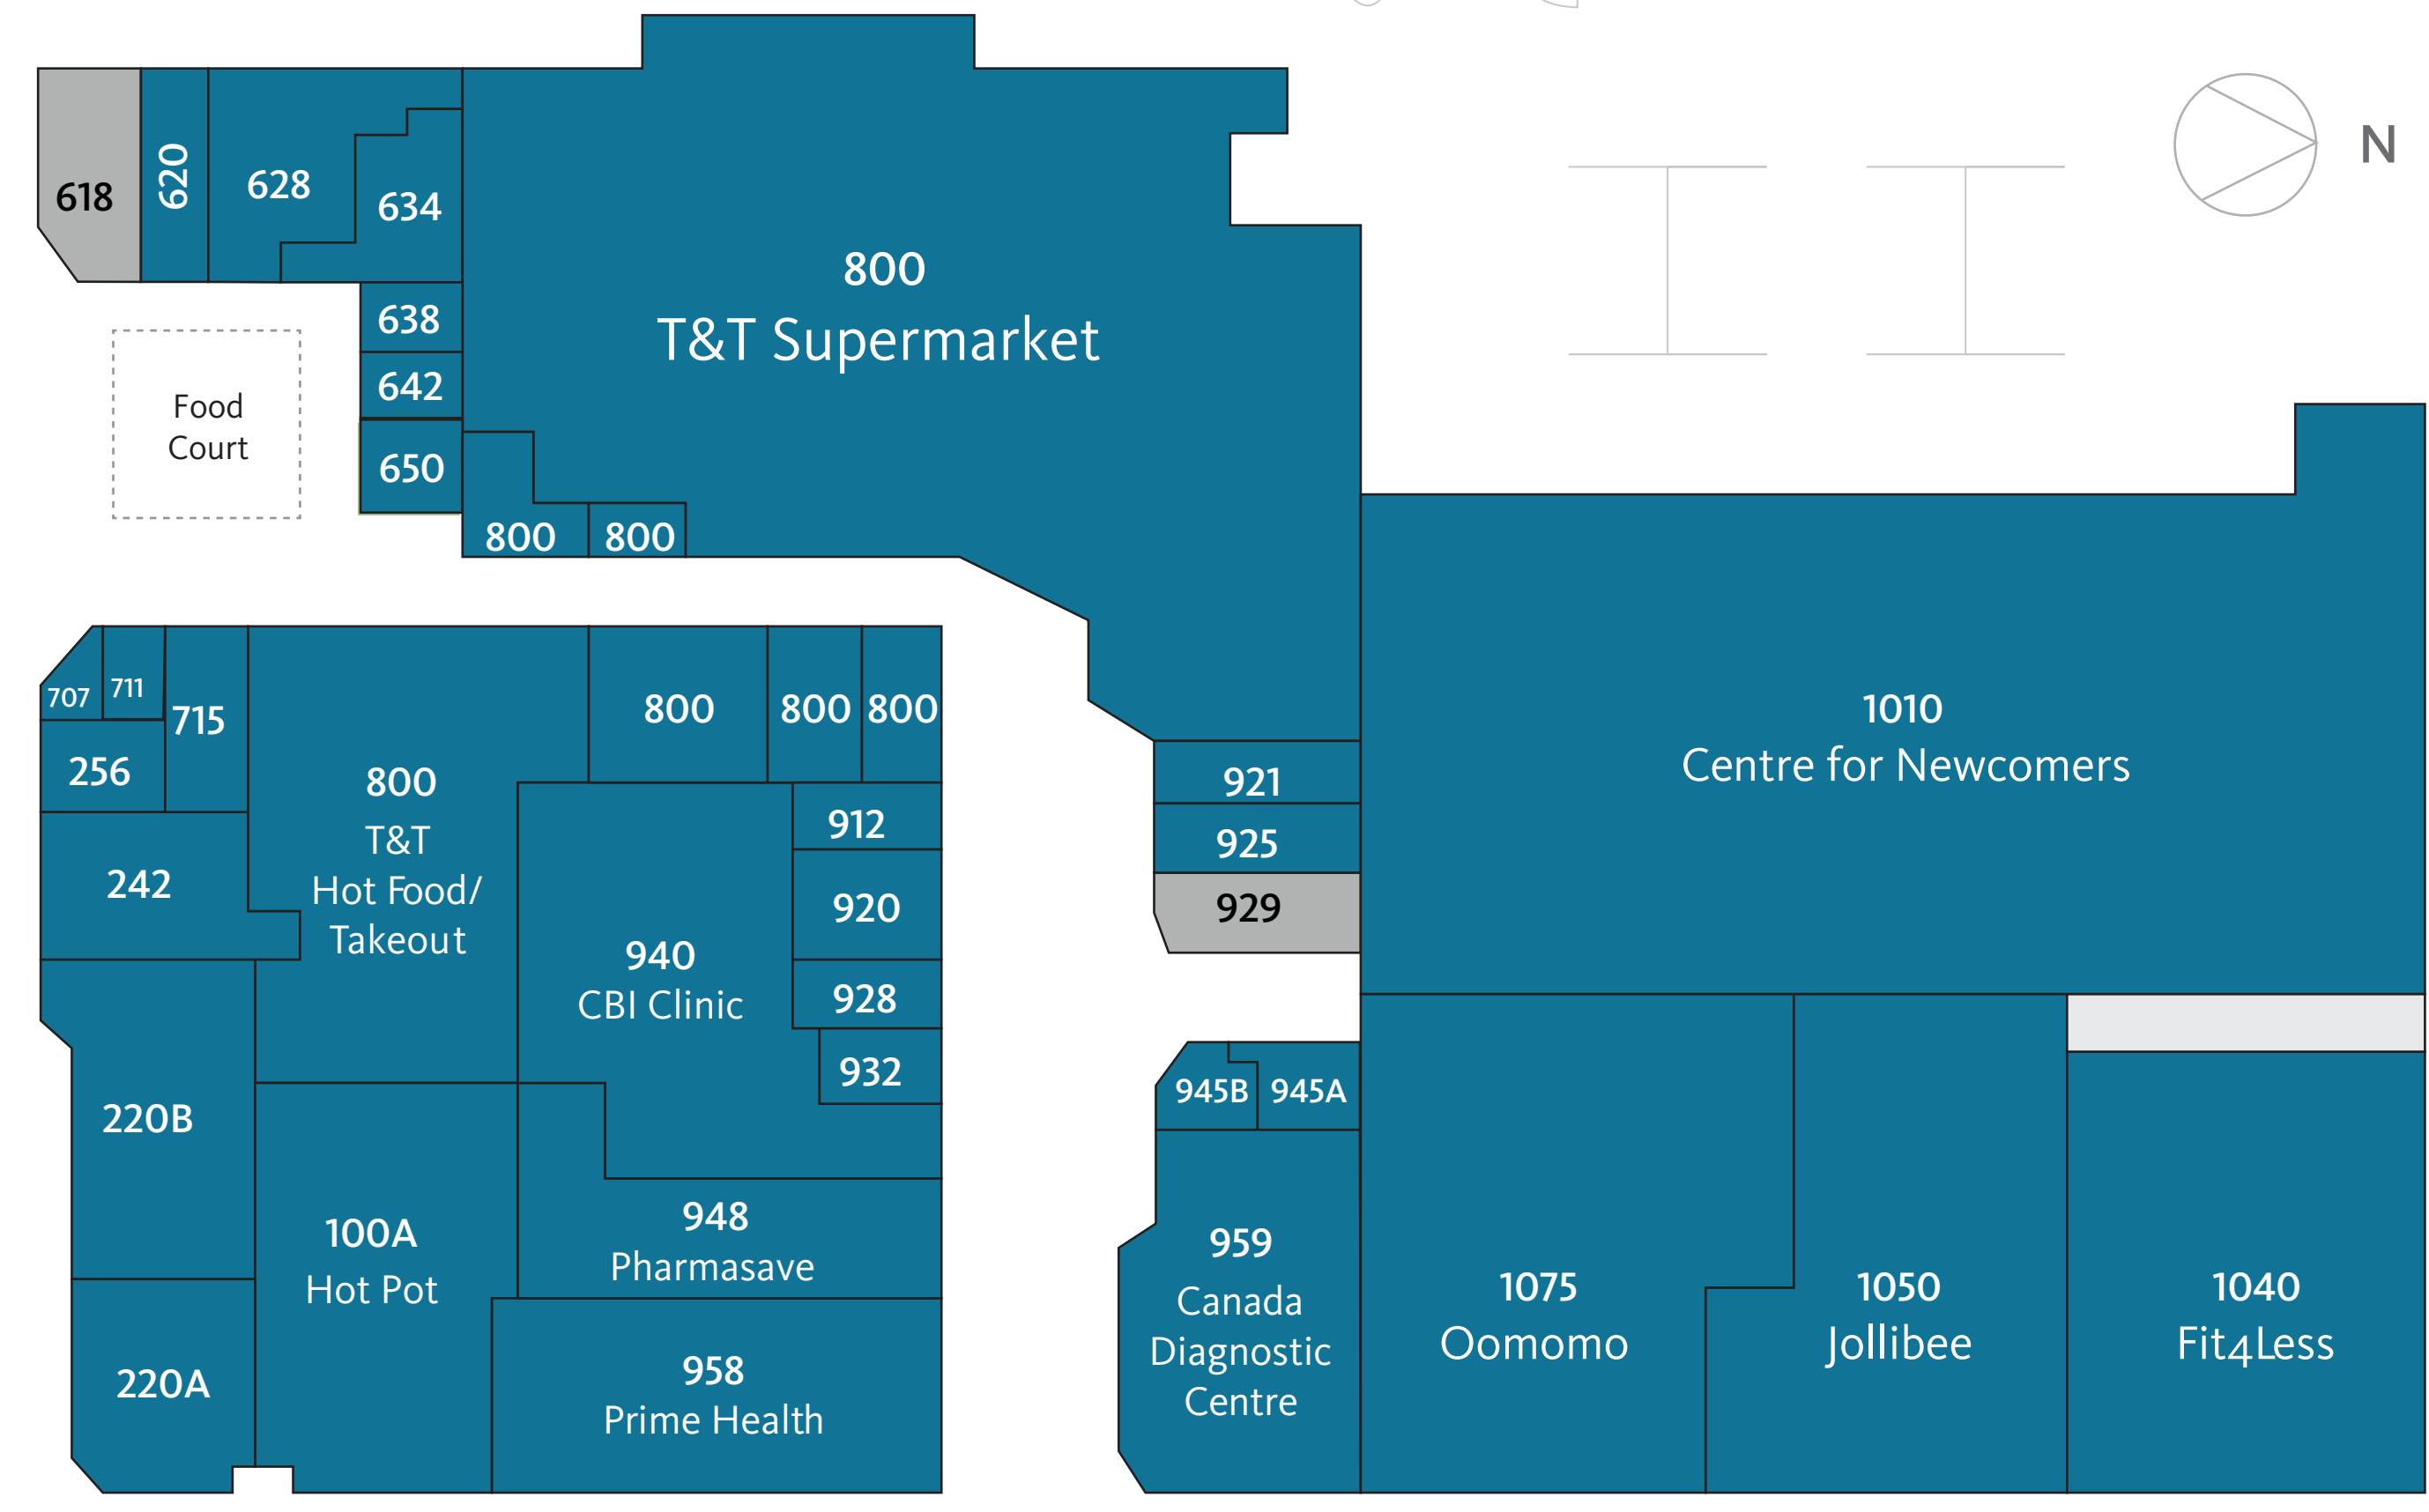 N
618
620
628
634
638
642
650
Food
Court
800
T&T Supermarket
800
800
707
711
715
256
242
220B
220A
800
T&T
Hot Food/
Takeout
800
800
800
912
920
928
932
940
CBI Clinic
100A
Hot Pot
948
Pharmasave
958
Prime Health
921
925
929
945B
945A
959
Canada
Diagnostic
Centre
1010
Centre for Newcomers
1075
Oomomo
1050
Jollibee
1040
Fit4Less